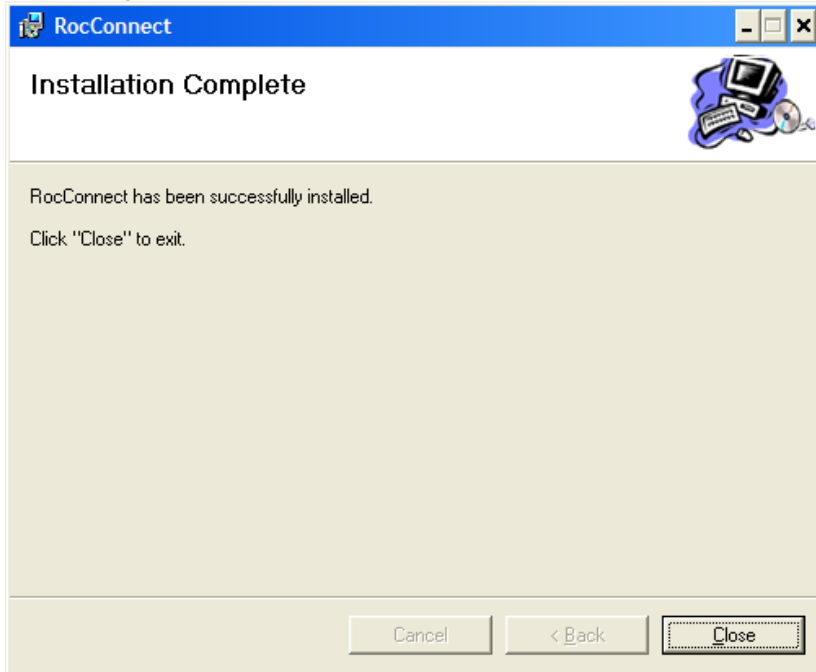 RocConnect
Installation Complete
RocConnect has been successfully installed.
Click "Close" to exit.
Cancel
< Back
Close